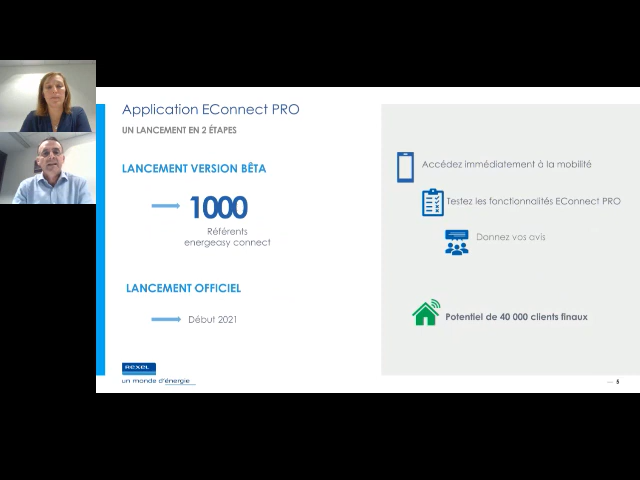 Application EConnect PRO
UN LANCEMENT EN 2 ÉTAPES
LANCEMENT VERSION BÊTA
1000
Référents
energeasy connect
LANCEMENT OFFICIEL
Début 2021
REXEL
un monde d'énergie
Accédez immédiatement à la mobilité
Testez les fonctionnalités EConnect PRO
Donnez vos avis
Potentiel de 40 000 clients finaux
— 5